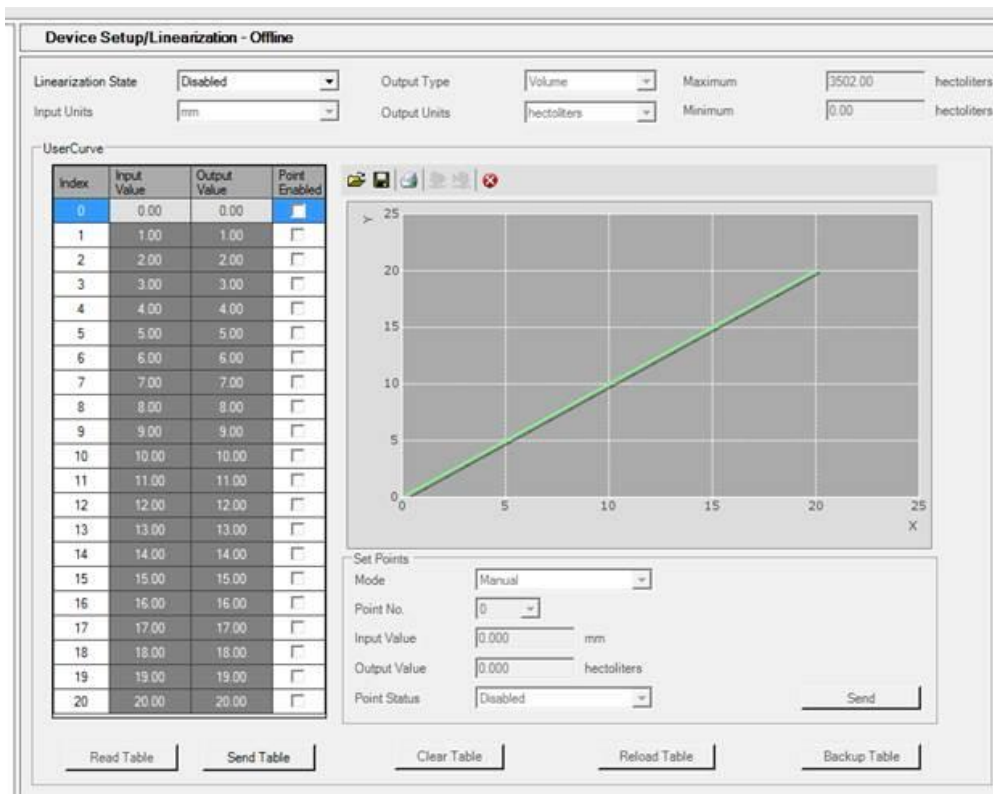 Device Setup/Linearization - Offline
Linearization State Disabled Output Type Volume Maximum 3502.00 hectoliters
Input Units mm Output Units hectoliters Minimum 0.00 hectoliters
UserCurve
Index Input Value Output Value Point Enabled
0 0.00 0.00
1 1.00 1.00
2 2.00 2.00
3 3.00 3.00
4 4.00 4.00
5 5.00 5.00
6 6.00 6.00
7 7.00 7.00
8 8.00 8.00
9 9.00 9.00
10 10.00 10.00
11 11.00 11.00
12 12.00 12.00
13 13.00 13.00
14 14.00 14.00
15 15.00 15.00
16 16.00 16.00
17 17.00 17.00
18 18.00 18.00
19 19.00 19.00
20 20.00 20.00
Y 25
20
15
10
5
0
0 5 10 15 20 25
X
Set Points
Mode Manual
Point No. 0
Input Value 0.000 mm
Output Value 0.000 hectoliters
Point Status Disabled Send
Read Table Send Table Clear Table Reload Table Backup Table